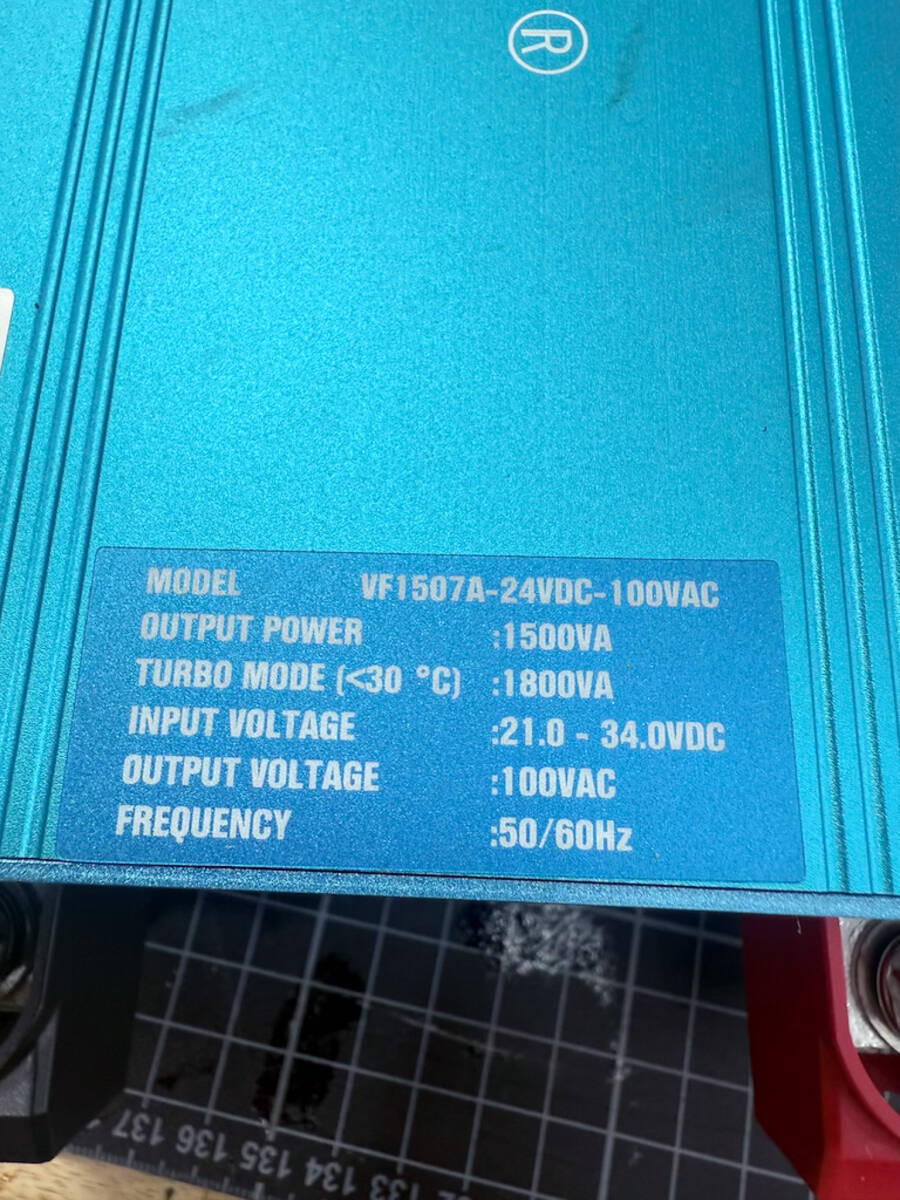 ®
MODEL VF1507A-24VDC-100VAC
OUTPUT POWER :1500VA
TURBO MODE (<30 °C) :1800VA
INPUT VOLTAGE :21.0 - 34.0VDC
OUTPUT VOLTAGE :100VAC
FREQUENCY :50/60Hz
137 136 135 134 133